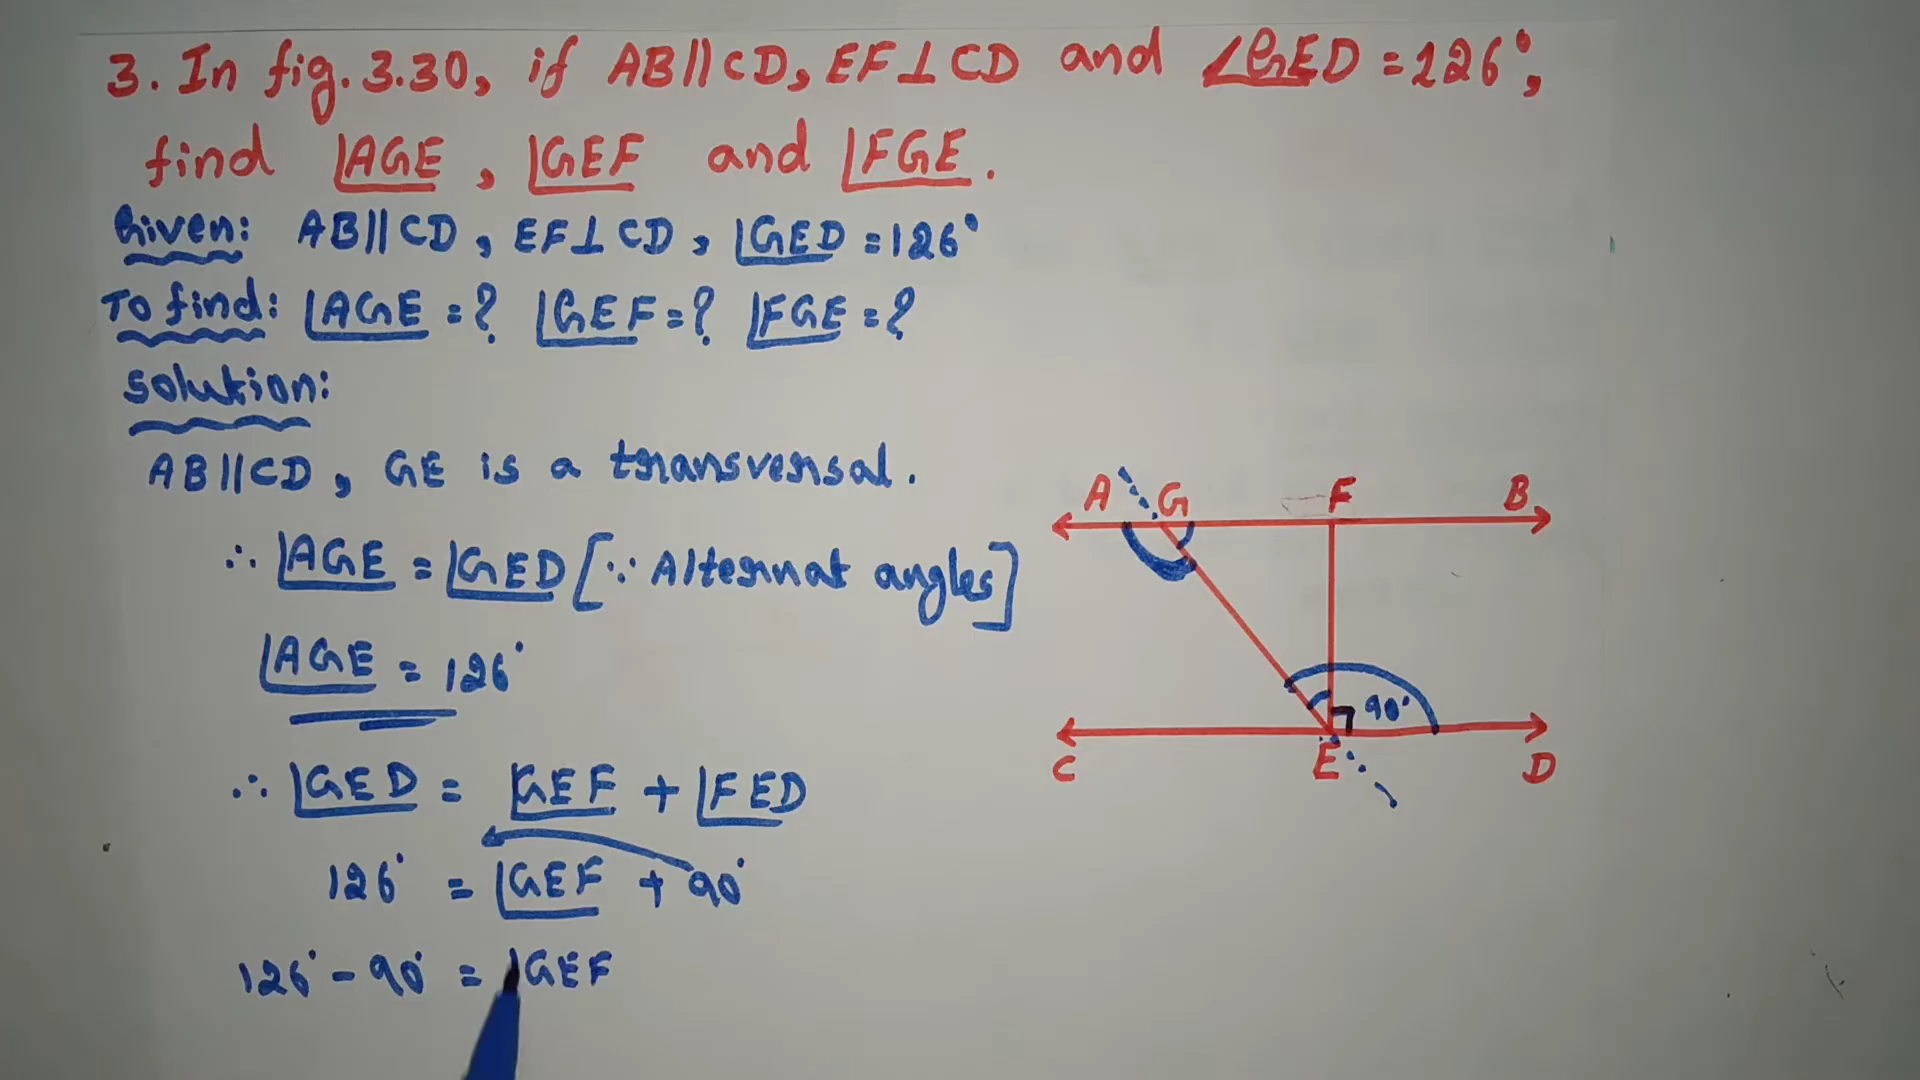 3. In fig. 3.30, if AB||CD, EF⊥CD and ∠GED = 126°,
find ∠AGE, ∠GEF and ∠FGE.
Given: AB||CD, EF⊥CD, ∠GED = 126°
To find: ∠AGE = ? ∠GEF = ? ∠FGE = ?
Solution:
AB||CD, GE is a transversal.
∴ ∠AGE = ∠GED [∵ Alternat angles]
∠AGE = 126°
∴ ∠GED = ∠GEF + ∠FED
126° = ∠GEF + 90°
126° - 90° = ∠GEF
A G F B
90°
C E D